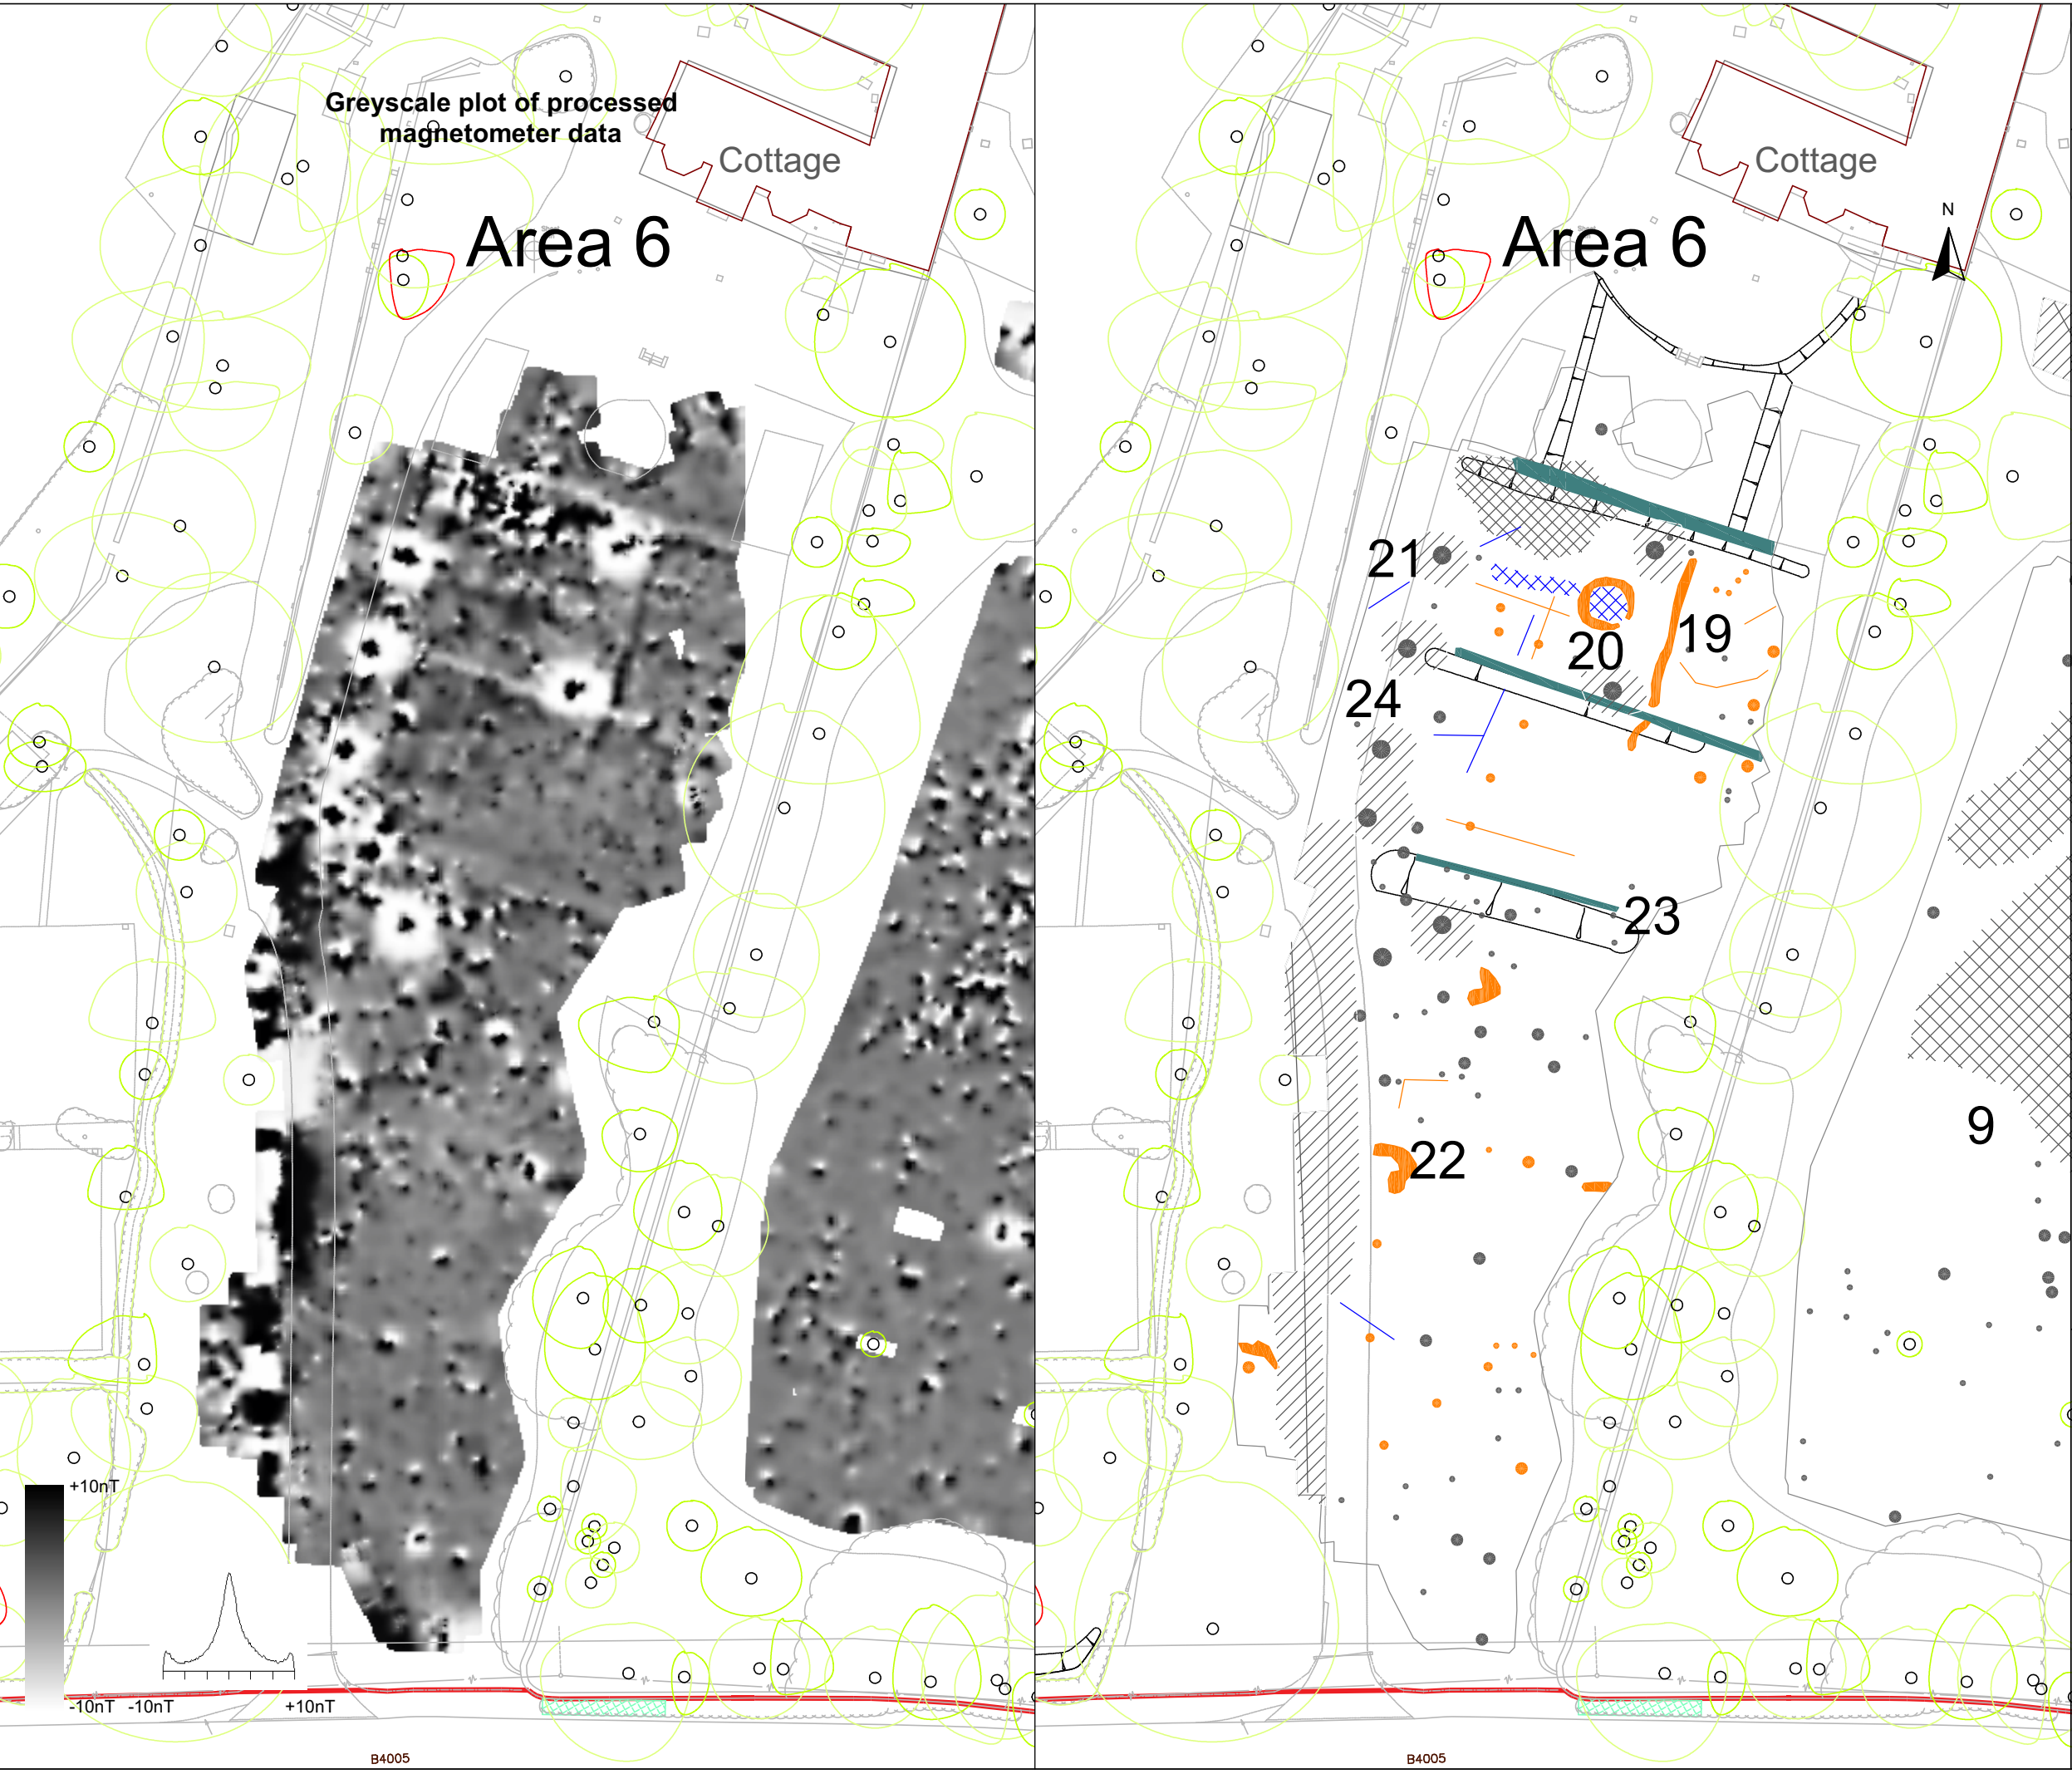 Greyscale plot of processed
magnetometer data
Cottage
Area 6
+10nT
-10nT
-10nT
+10nT
B4005
Cottage
N
Area 6
21
19
20
24
23
9
22
B4005